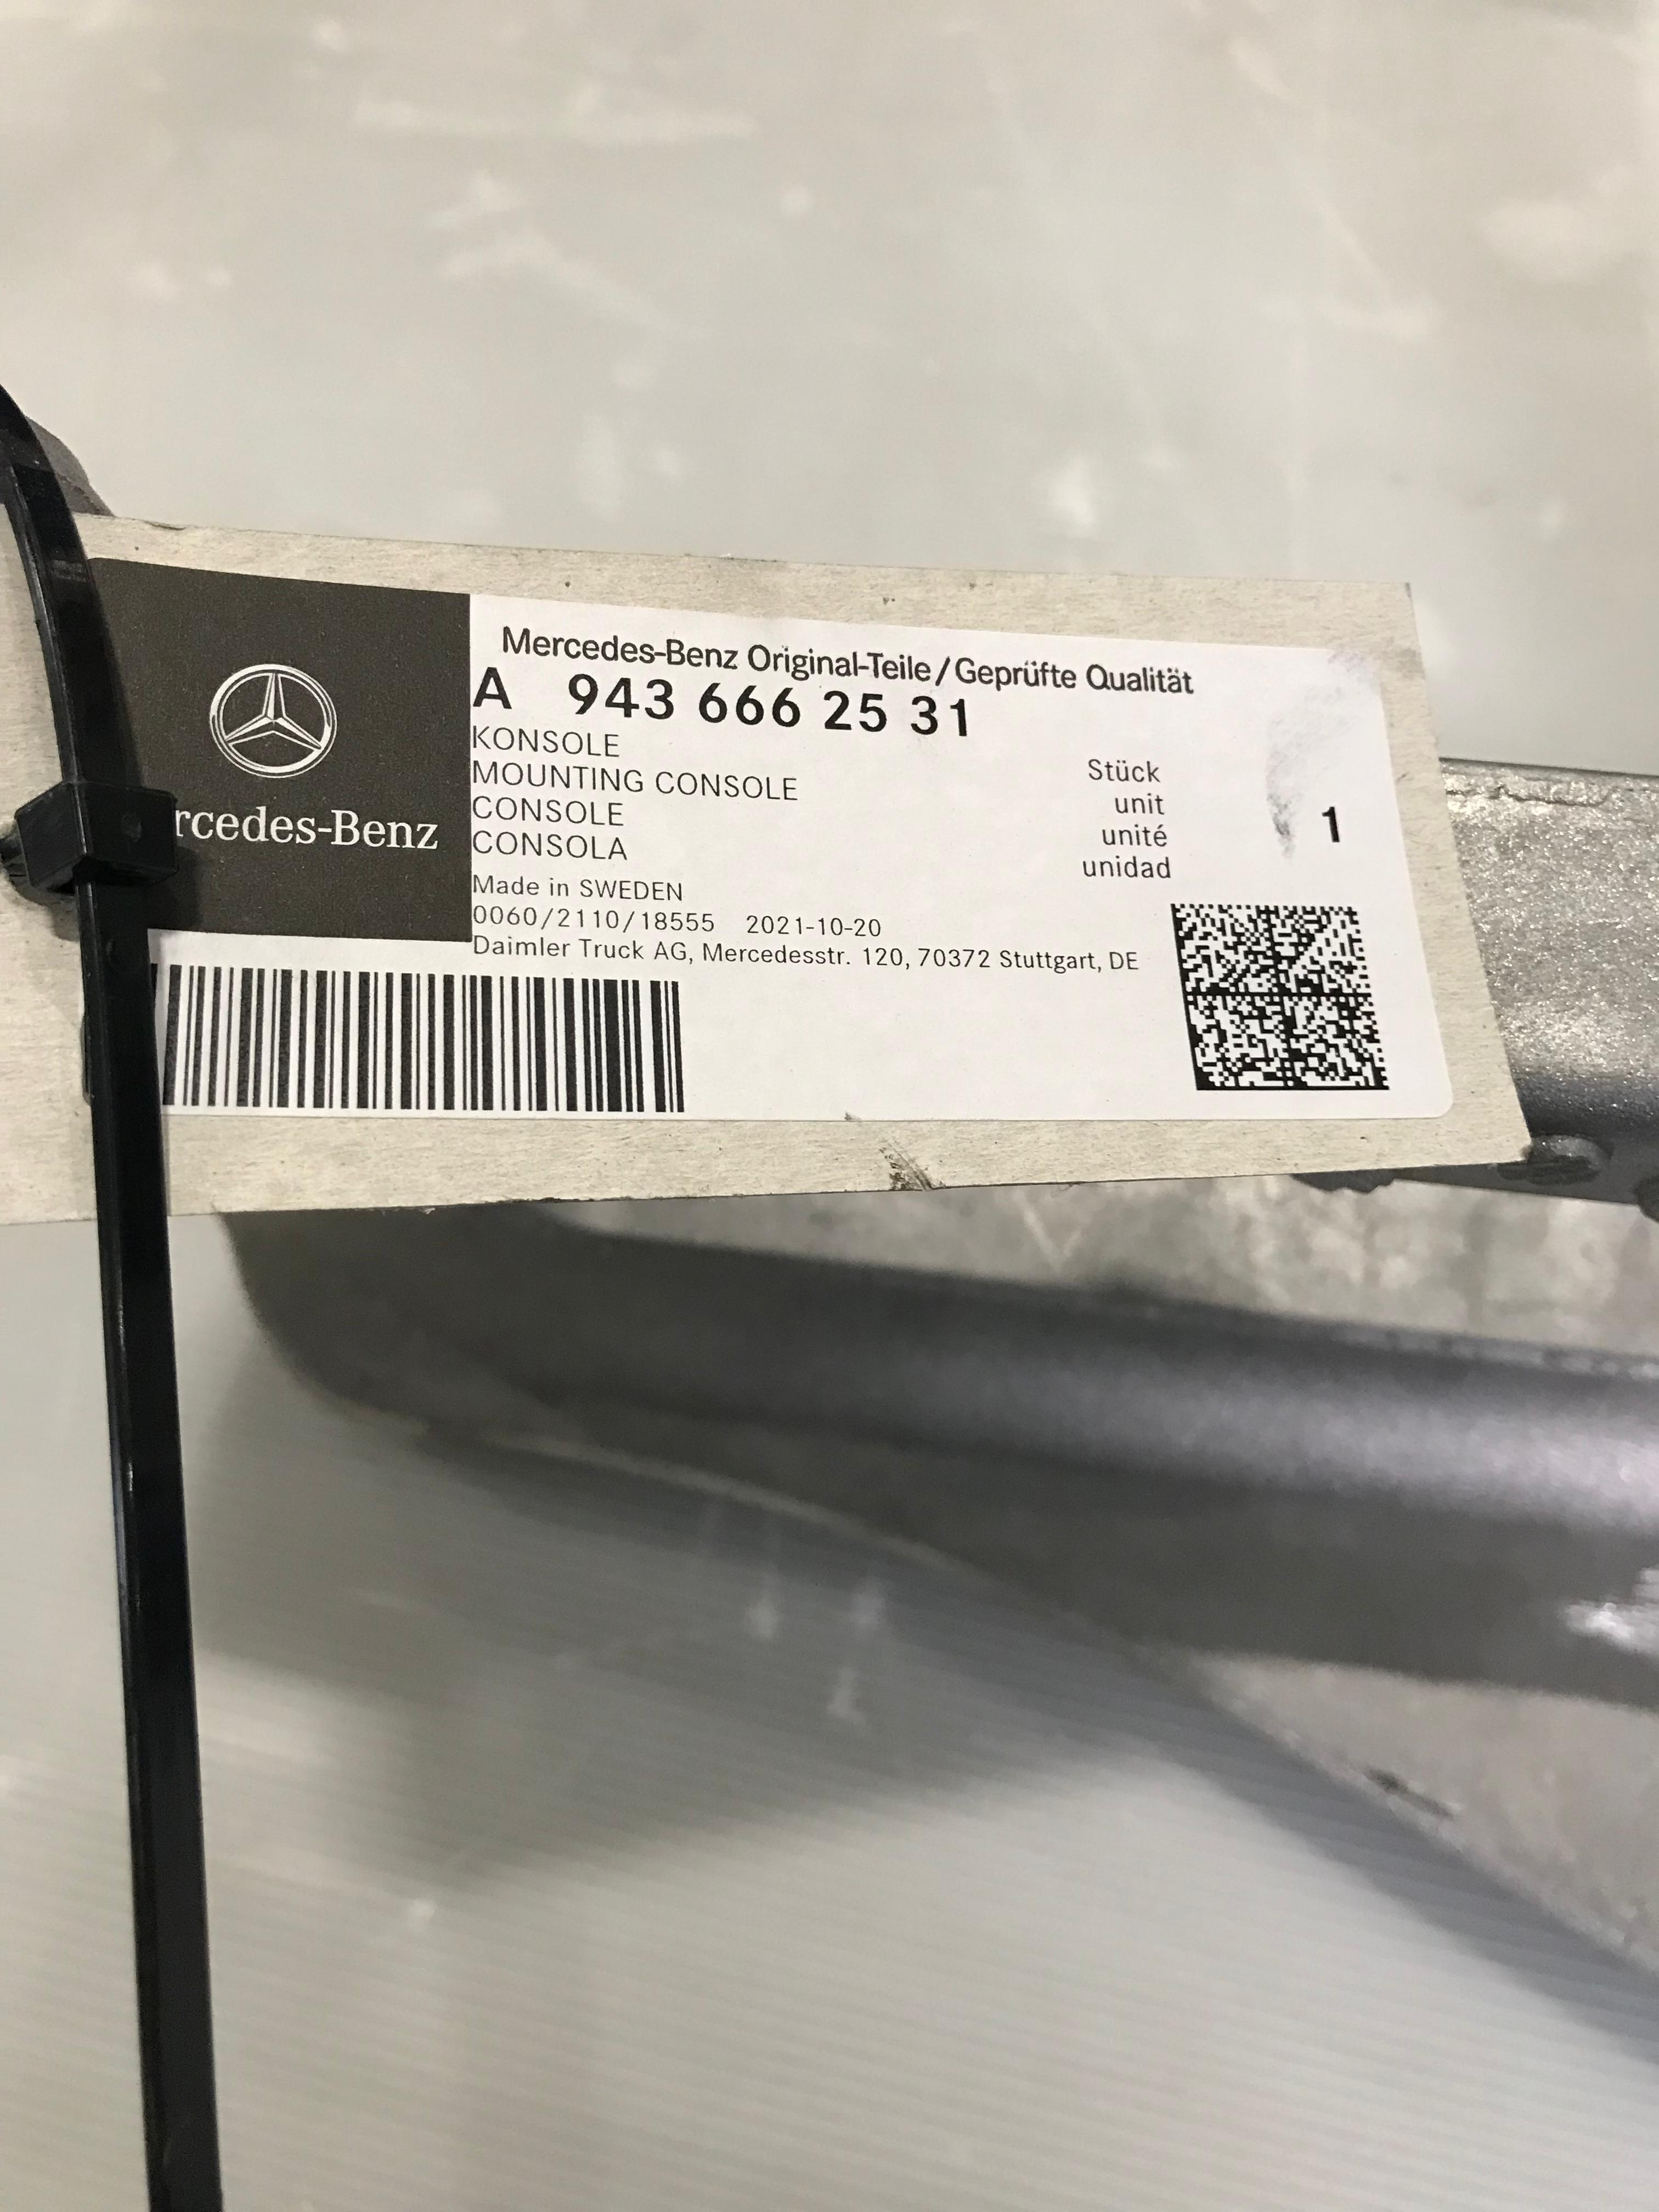 rcedes-Benz
Mercedes-Benz Original-Teile/Geprüfte Qualität
A 943 666 25 31
KONSOLE
MOUNTING CONSOLE
CONSOLE
CONSOLA
Stück
unit
unité
unidad
1
Made in SWEDEN
0060/2110/18555 2021-10-20
Daimler Truck AG, Mercedesstr. 120, 70372 Stuttgart, DE